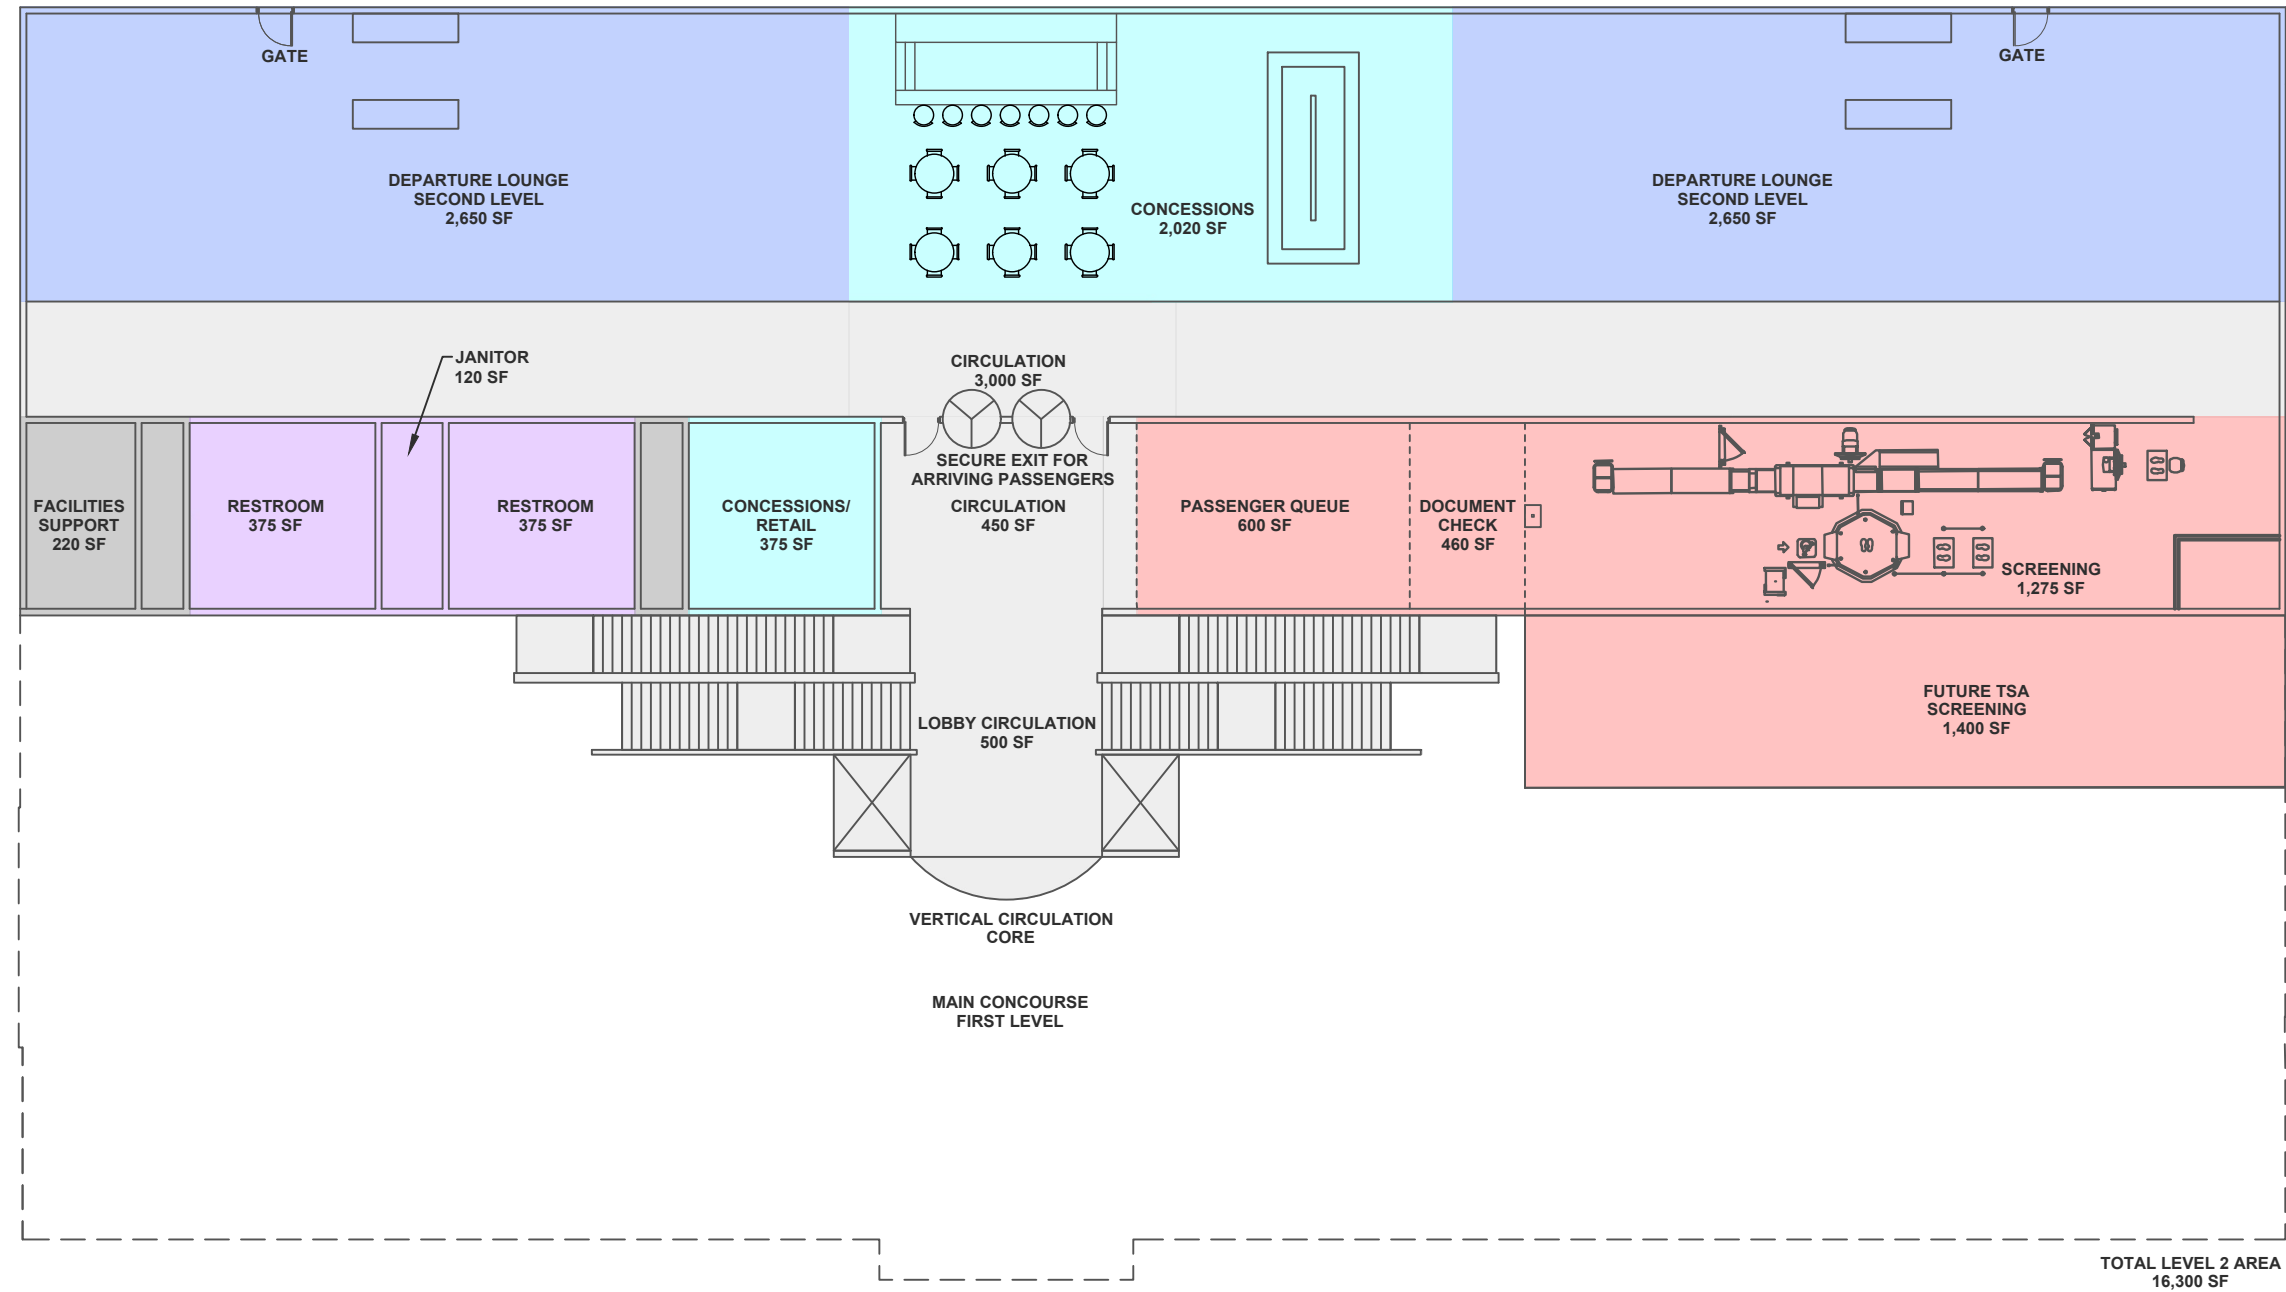 GATE
GATE
DEPARTURE LOUNGE
SECOND LEVEL
2,650 SF
CONCESSIONS
2,020 SF
DEPARTURE LOUNGE
SECOND LEVEL
2,650 SF
JANITOR
120 SF
CIRCULATION
3,000 SF
SECURE EXIT FOR
ARRIVING PASSENGERS
FACILITIES
SUPPORT
220 SF
RESTROOM
375 SF
RESTROOM
375 SF
CONCESSIONS/
RETAIL
375 SF
CIRCULATION
450 SF
PASSENGER QUEUE
600 SF
DOCUMENT
CHECK
460 SF
SCREENING
1,275 SF
FUTURE TSA
SCREENING
1,400 SF
LOBBY CIRCULATION
500 SF
VERTICAL CIRCULATION
CORE
MAIN CONCOURSE
FIRST LEVEL
TOTAL LEVEL 2 AREA
16,300 SF